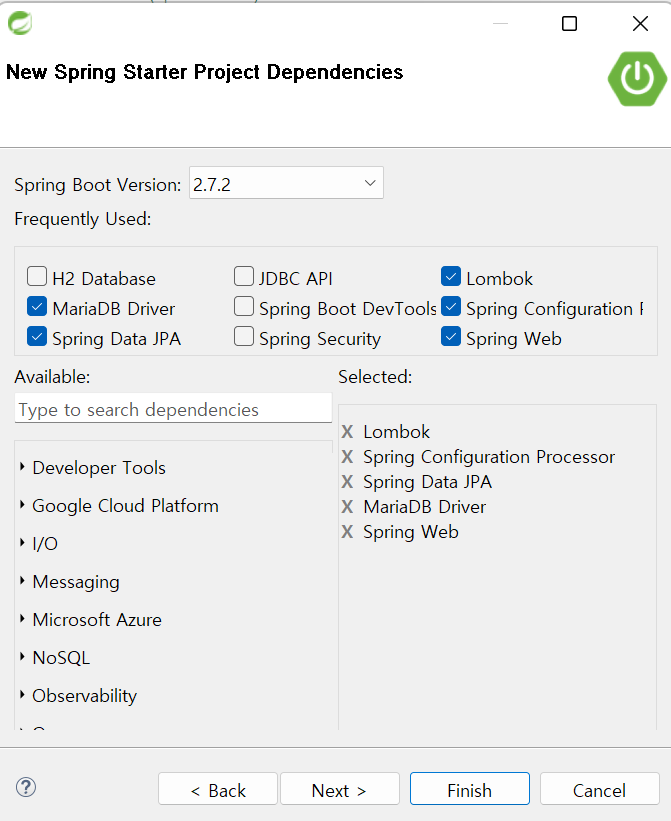 New Spring Starter Project Dependencies
Spring Boot Version: 2.7.2
Frequently Used:
H2 Database JDBC API Lombok
MariaDB Driver Spring Boot DevTools Spring Configuration
Spring Data JPA Spring Security Spring Web
Available: Selected:
Type to search dependencies
X Lombok
X Spring Configuration Processor
X Spring Data JPA
X MariaDB Driver
X Spring Web
Developer Tools
Google Cloud Platform
I/O
Messaging
Microsoft Azure
NoSQL
Observability
? < Back Next > Finish Cancel